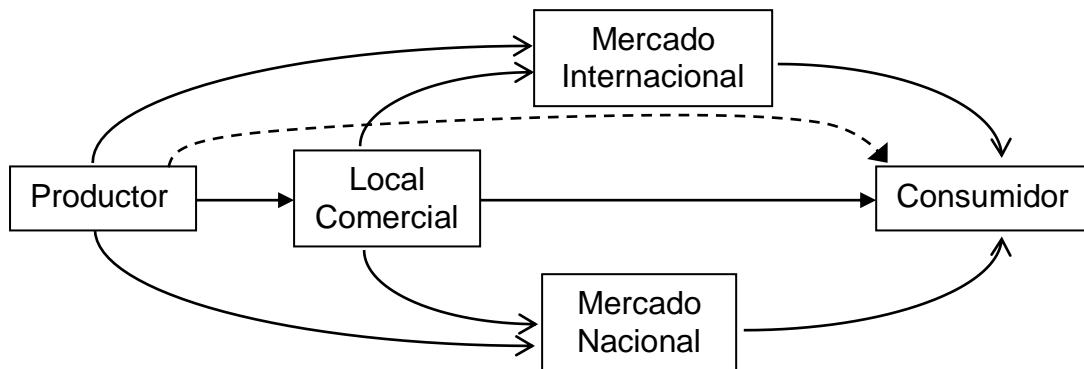 Mercado
Internacional
Productor
Local
Comercial
Consumidor
Mercado
Nacional